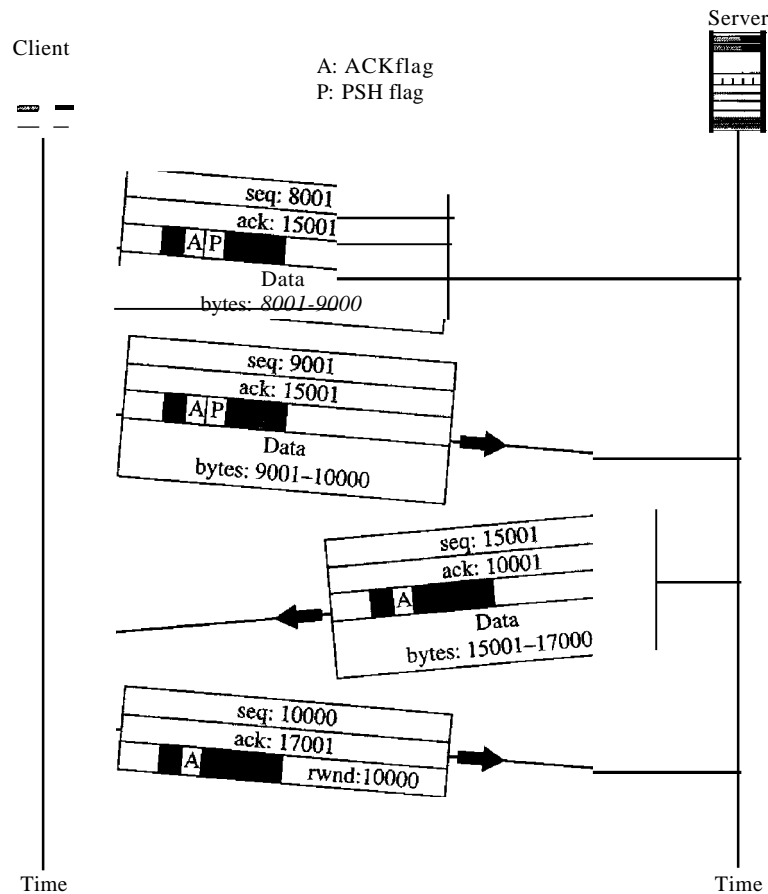 Client
Server
A: ACKflag
P: PSH flag
seq: 8001
ack: 15001
A P
Data
bytes: 8001-9000
seq: 9001
ack: 15001
A P
Data
bytes: 9001–10000
seq: 15001
ack: 10001
A
Data
bytes: 15001–17000
seq: 10000
ack: 17001
A
rwnd:10000
Time
Time